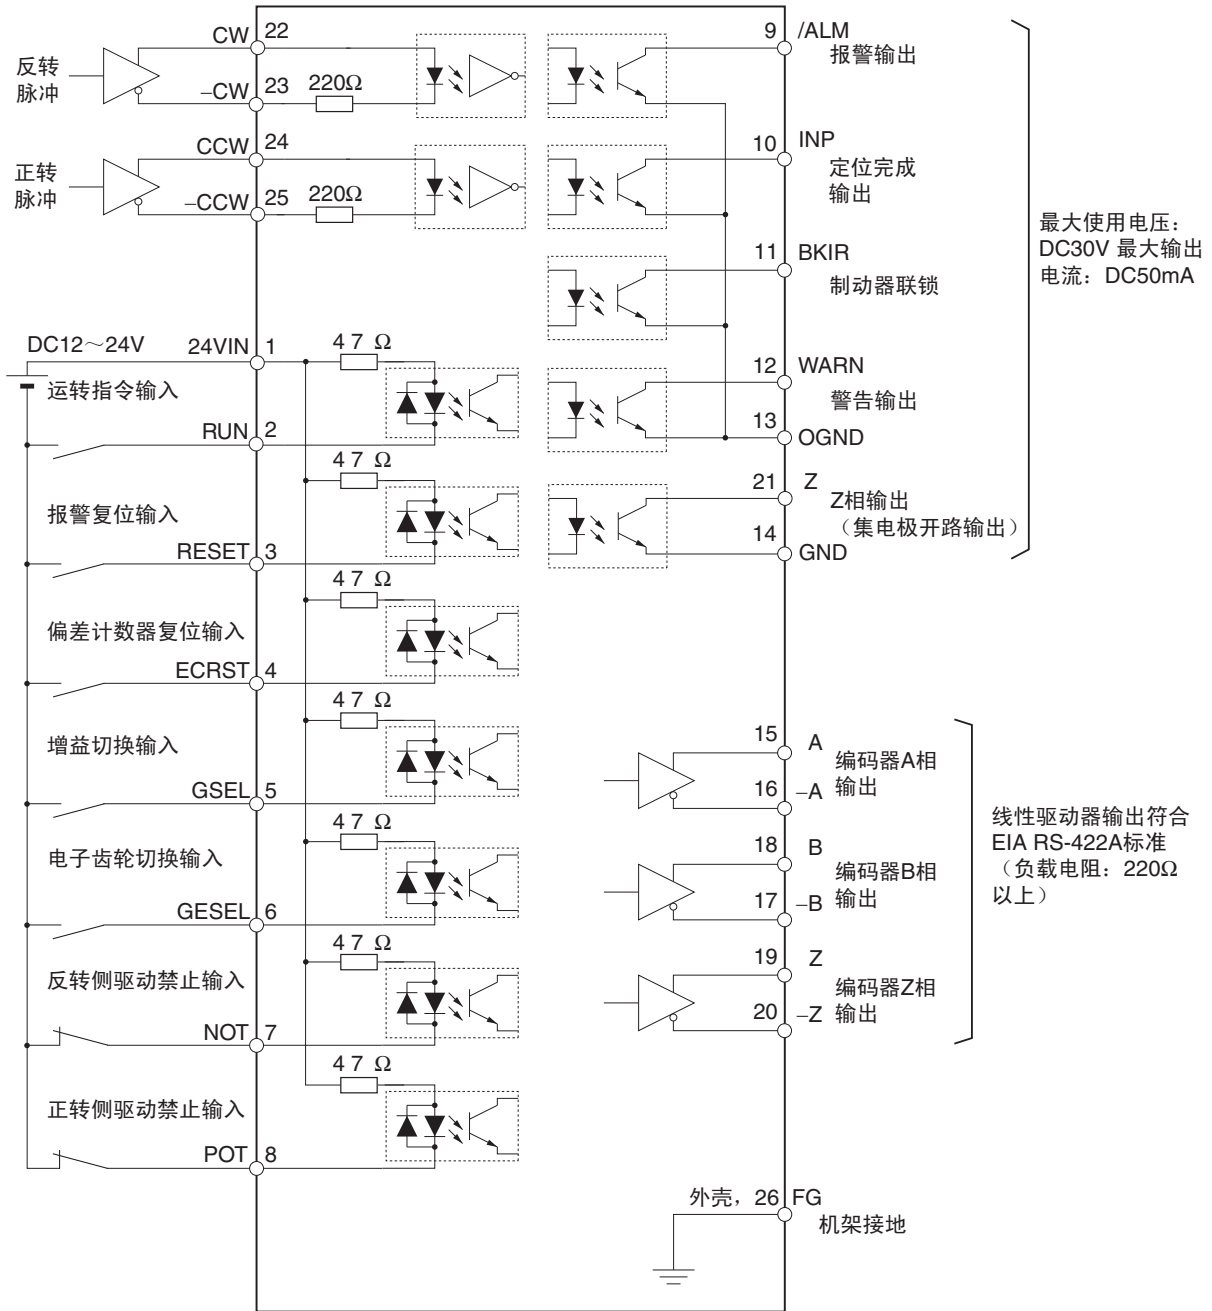 CW 22
反转
脉冲
–CW 23 220Ω
CCW 24
正转
脉冲
–CCW 25 220Ω
DC12～24V 24VIN 1 4 7 Ω
运转指令输入
RUN 2
4 7 Ω
报警复位输入
RESET 3
4 7 Ω
偏差计数器复位输入
ECRST 4
4 7 Ω
增益切换输入
GSEL 5
4 7 Ω
电子齿轮切换输入
GESEL 6
4 7 Ω
反转侧驱动禁止输入
NOT 7
4 7 Ω
正转侧驱动禁止输入
POT 8
9 /ALM
报警输出
10 INP
定位完成
输出
11 BKIR
制动器联锁
12 WARN
警告输出
13 OGND
21 Z
Z相输出
（集电极开路输出）
14 GND
最大使用电压：
DC30V 最大输出
电流：DC50mA
15 A
编码器A相
输出
16 –A
18 B
编码器B相
输出
17 –B
19 Z
编码器Z相
输出
20 –Z
线性驱动器输出符合
EIA RS-422A标准
（负载电阻：220Ω
以上）
外壳，26 FG
机架接地